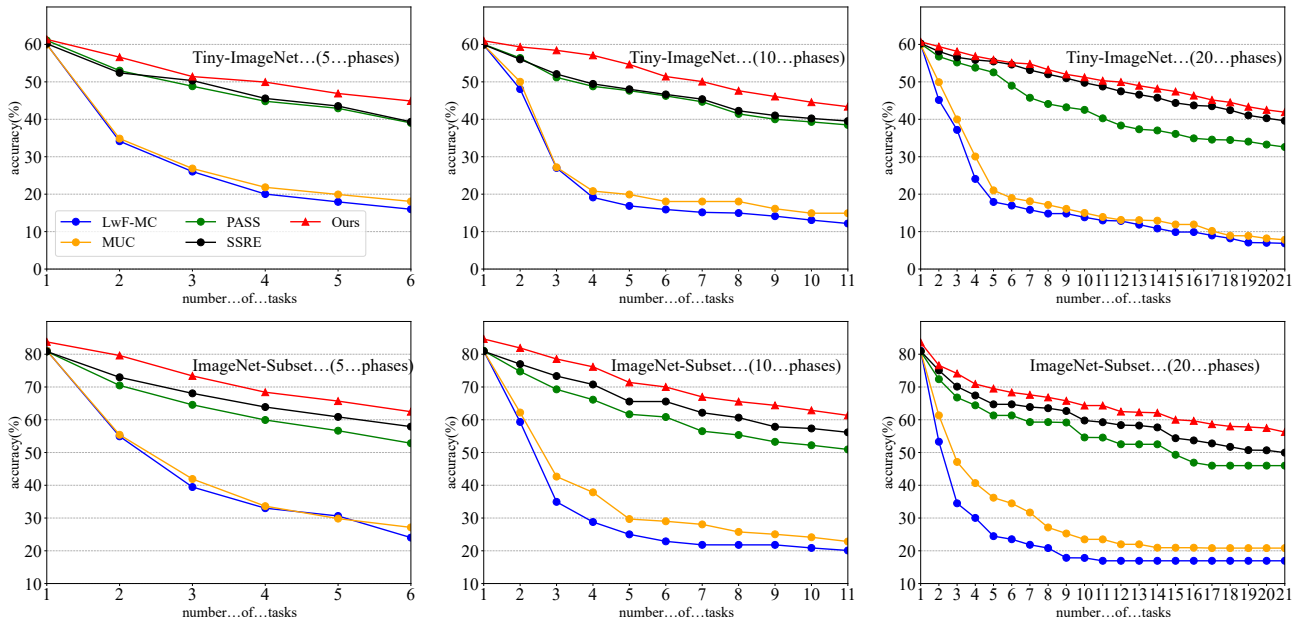 Tiny-ImageNet…(5…phases)
accuracy(%)
60
50
40
30
20
10
0
LwF-MC
MUC
PASS
SSRE
Ours
1 2 3 4 5 6
number…of…tasks
Tiny-ImageNet…(10…phases)
accuracy(%)
60
50
40
30
20
10
0
1 2 3 4 5 6 7 8 9 10 11
number…of…tasks
Tiny-ImageNet…(20…phases)
accuracy(%)
60
50
40
30
20
10
0
1 2 3 4 5 6 7 8 9 10 11 12 13 14 15 16 17 18 19 20 21
number…of…tasks
ImageNet-Subset…(5…phases)
accuracy(%)
80
70
60
50
40
30
20
10
1 2 3 4 5 6
number…of…tasks
ImageNet-Subset…(10…phases)
accuracy(%)
80
70
60
50
40
30
20
10
1 2 3 4 5 6 7 8 9 10 11
number…of…tasks
ImageNet-Subset…(20…phases)
accuracy(%)
80
70
60
50
40
30
20
10
1 2 3 4 5 6 7 8 9 10 11 12 13 14 15 16 17 18 19 20 21
number…of…tasks